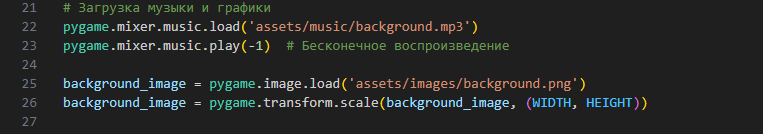 21 # Загрузка музыки и графики
22 pygame.mixer.music.load('assets/music/background.mp3')
23 pygame.mixer.music.play(-1)  # Бесконечное воспроизведение
24
25 background_image = pygame.image.load('assets/images/background.png')
26 background_image = pygame.transform.scale(background_image, (WIDTH, HEIGHT))
27